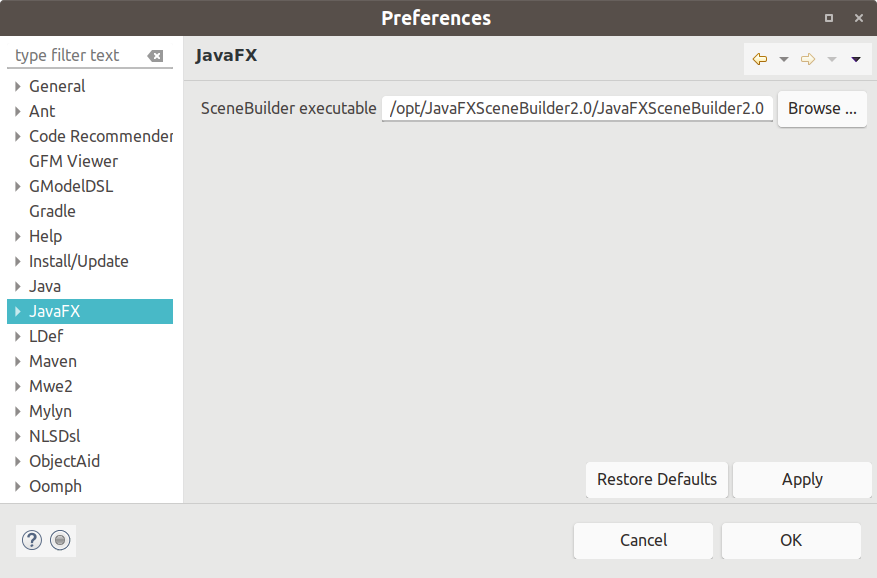 Preferences
type filter text
JavaFX
General
Ant
Code Recommender
GFM Viewer
GModelDSL
Gradle
Help
Install/Update
Java
JavaFX
LDef
Maven
Mwe2
Mylyn
NLSDsl
ObjectAid
Oomph
SceneBuilder executable /opt/JavaFXSceneBuilder2.0/JavaFXSceneBuilder2.0 Browse ...
Restore Defaults Apply
? Cancel OK